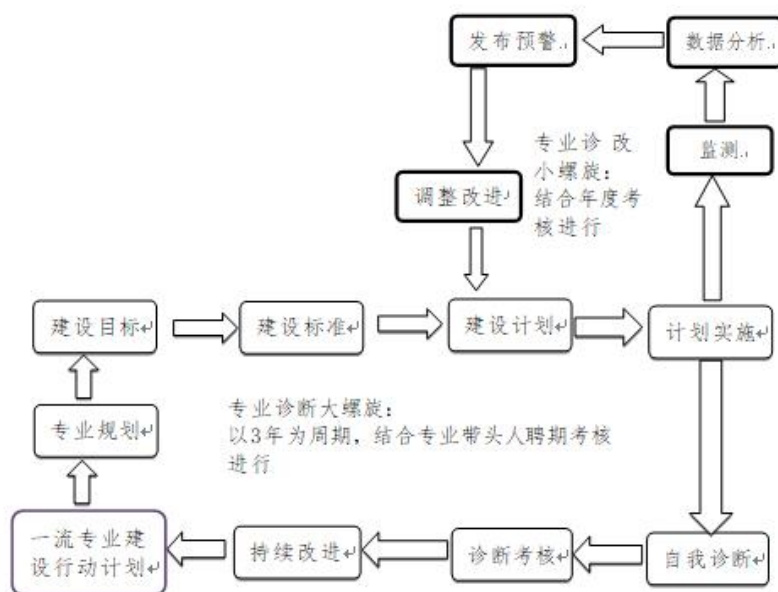 发布预警
数据分析
专业诊 改
小螺旋：
结合年度考
核进行
监测
调整改进
建设目标
建设标准
建设计划
计划实施
专业规划
专业诊断大螺旋：
以3年为周期，结合专业带头人聘期考核
进行
一流专业建
设行动计划
持续改进
诊断考核
自我诊断